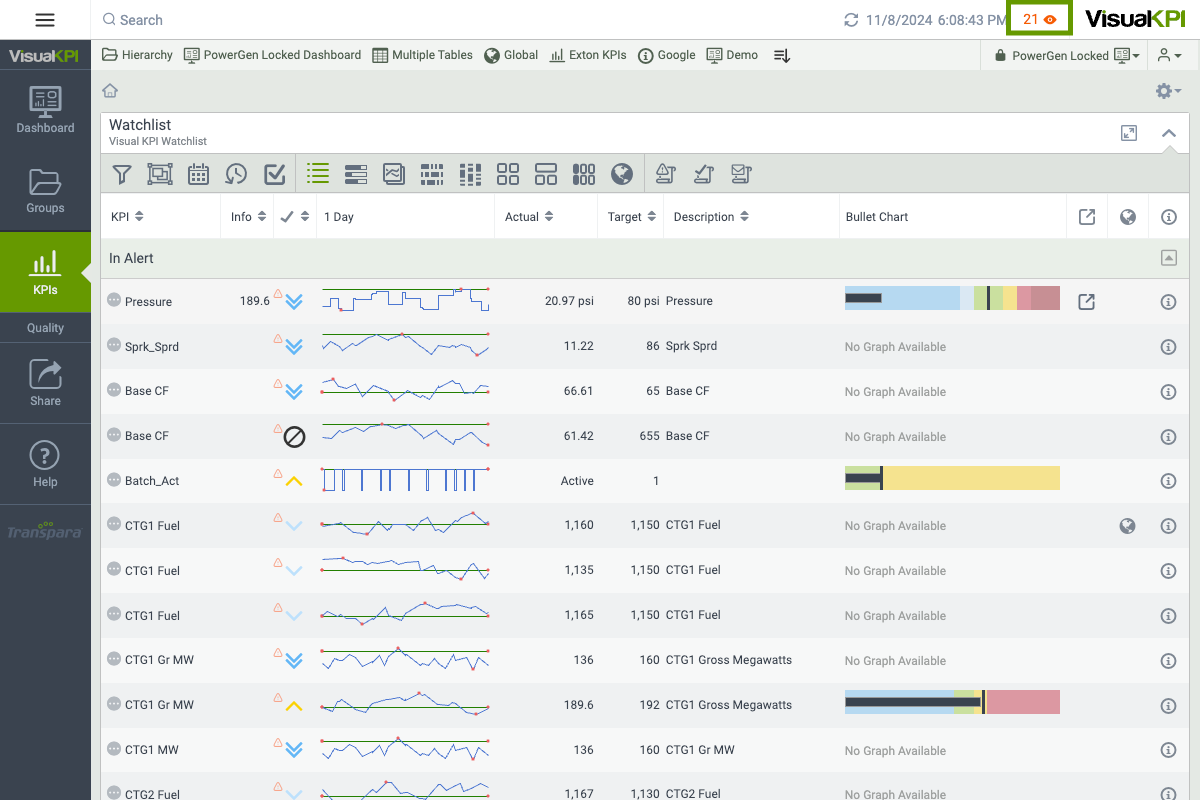 Search
11/8/2024 6:08:43 PM
21
VisualKPI
VisualKPI
Hierarchy PowerGen Locked Dashboard Multiple Tables Global Exton KPIs Google Demo PowerGen Locked
Dashboard
Groups
KPIs
Quality
Share
Help
Transpara
Watchlist
Visual KPI Watchlist
KPI Info 1 Day Actual Target Description Bullet Chart
In Alert
Pressure 189.6 20.97 psi 80 psi Pressure
Sprk_Sprd 11.22 86 Sprk Sprd No Graph Available
Base CF 66.61 65 Base CF No Graph Available
Base CF 61.42 655 Base CF No Graph Available
Batch_Act Active 1
CTG1 Fuel 1,160 1,150 CTG1 Fuel No Graph Available
CTG1 Fuel 1,135 1,150 CTG1 Fuel No Graph Available
CTG1 Fuel 1,165 1,150 CTG1 Fuel No Graph Available
CTG1 Gr MW 136 160 CTG1 Gross Megawatts No Graph Available
CTG1 Gr MW 189.6 192 CTG1 Gross Megawatts
CTG1 MW 136 160 CTG1 Gr MW No Graph Available
CTG2 Fuel 1,167 1,130 CTG2 Fuel No Graph Available